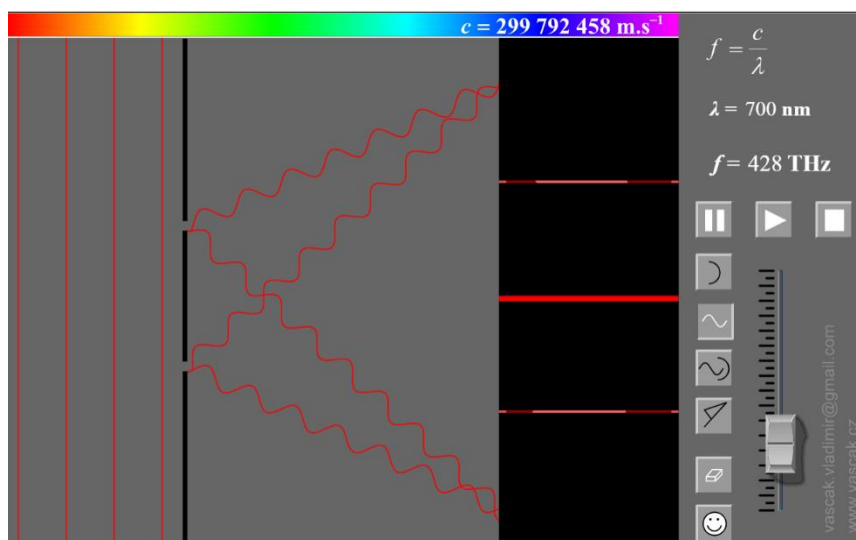 c = 299 792 458 m.s⁻¹
f = c/λ
λ = 700 nm
f = 428 THz
vascak.vladimir@gmail.com
www.vascak.cz